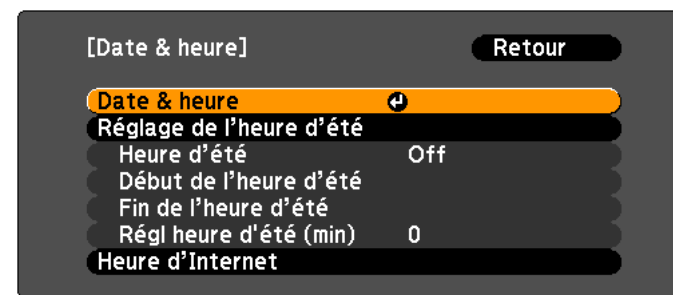 [Date & heure]
Retour
Date & heure
Réglage de l’heure d’été
Heure d’été Off
Début de l’heure d’été
Fin de l’heure d’été
Régl heure d'été (min) 0
Heure d’Internet